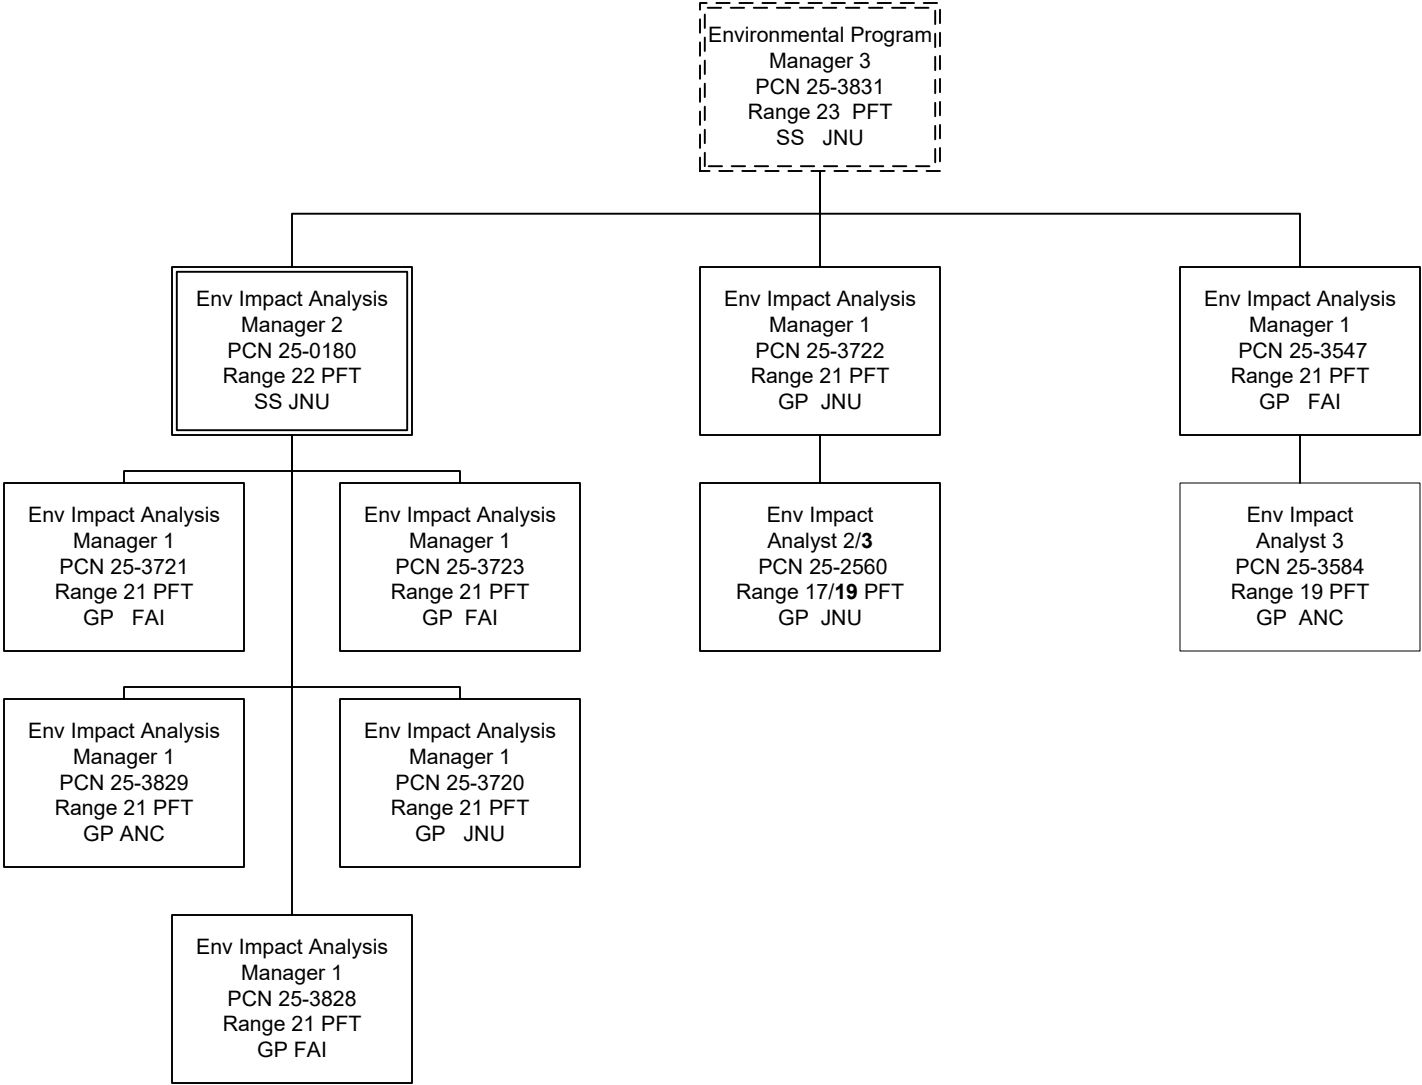 Environmental Program
Manager 3
PCN 25-3831
Range 23  PFT
SS   JNU
Env Impact Analysis
Manager 2
PCN 25-0180
Range 22 PFT
SS JNU
Env Impact Analysis
Manager 1
PCN 25-3722
Range 21 PFT
GP  JNU
Env Impact Analysis
Manager 1
PCN 25-3547
Range 21 PFT
GP   FAI
Env Impact Analysis
Manager 1
PCN 25-3721
Range 21 PFT
GP   FAI
Env Impact Analysis
Manager 1
PCN 25-3723
Range 21 PFT
GP  FAI
Env Impact
Analyst 2/3
PCN 25-2560
Range 17/19 PFT
GP  JNU
Env Impact
Analyst 3
PCN 25-3584
Range 19 PFT
GP  ANC
Env Impact Analysis
Manager 1
PCN 25-3829
Range 21 PFT
GP ANC
Env Impact Analysis
Manager 1
PCN 25-3720
Range 21 PFT
GP   JNU
Env Impact Analysis
Manager 1
PCN 25-3828
Range 21 PFT
GP FAI